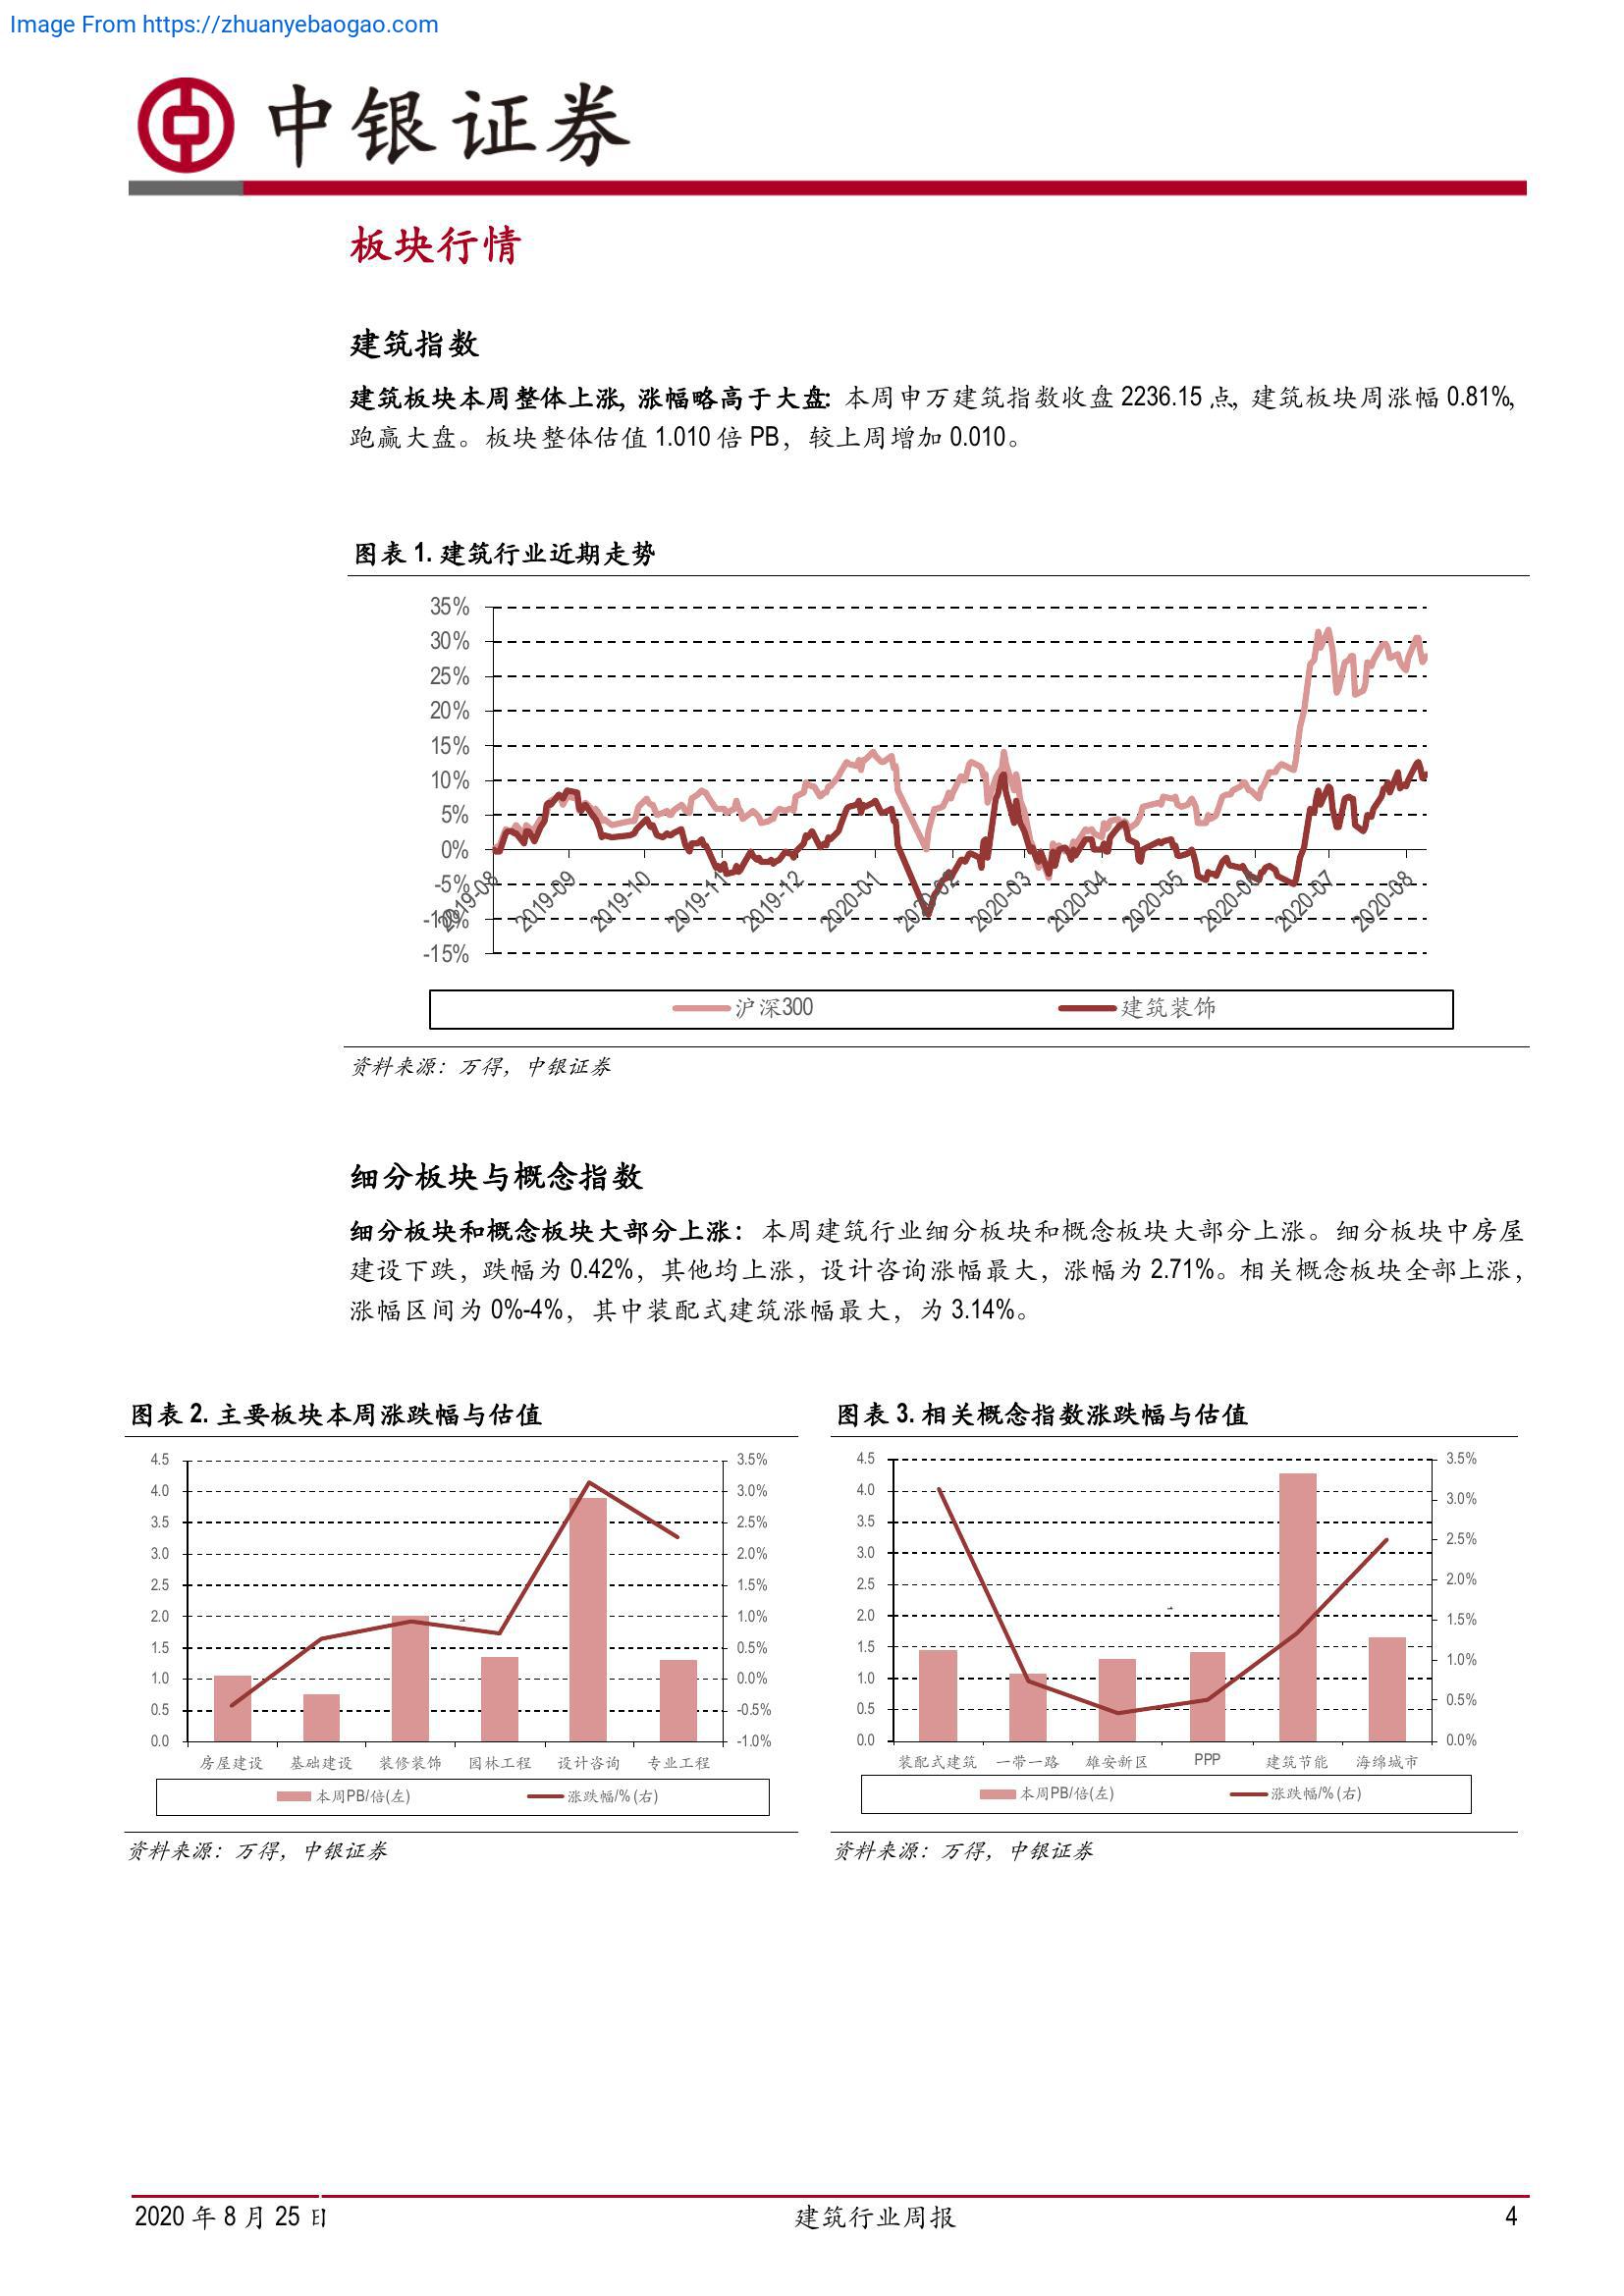 Image From https://zhuanyebaogao.com
中银证券
板块行情
建筑指数
建筑板块本周整体上涨,涨幅略高于大盘:本周申万建筑指数收盘 2236.15 点,建筑板块周涨幅 0.81%,
跑赢大盘。板块整体估值 1.010 倍 PB，较上周增加 0.010。
图表 1. 建筑行业近期走势
35%
30%
25%
20%
15%
10%
5%
0%
-5%
-10%
-15%
2019-08 2019-09 2019-10 2019-11 2019-12 2020-01 2020-02 2020-03 2020-04 2020-05 2020-06 2020-07 2020-08
沪深300 建筑装饰
资料来源：万得，中银证券
细分板块与概念指数
细分板块和概念板块大部分上涨：本周建筑行业细分板块和概念板块大部分上涨。细分板块中房屋
建设下跌，跌幅为 0.42%，其他均上涨，设计咨询涨幅最大，涨幅为 2.71%。相关概念板块全部上涨，
涨幅区间为 0%-4%，其中装配式建筑涨幅最大，为 3.14%。
图表 2. 主要板块本周涨跌幅与估值
4.5 3.5%
4.0 3.0%
3.5 2.5%
3.0 2.0%
2.5 1.5%
2.0 1.0%
1.5 0.5%
1.0 0.0%
0.5 -0.5%
0.0 -1.0%
房屋建设 基础建设 装修装饰 园林工程 设计咨询 专业工程
本周PB/倍(左) 涨跌幅/% (右)
资料来源：万得，中银证券
图表 3. 相关概念指数涨跌幅与估值
4.5 3.5%
4.0 3.0%
3.5 2.5%
3.0 2.0%
2.5 1.5%
2.0 1.0%
1.5 0.5%
1.0 0.0%
0.5
0.0
装配式建筑 一带一路 雄安新区 PPP 建筑节能 海绵城市
本周PB/倍(左) 涨跌幅/% (右)
资料来源：万得，中银证券
2020 年 8 月 25 日 建筑行业周报 4